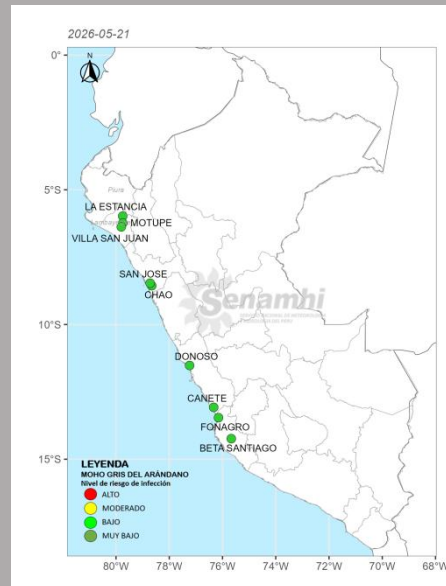 2026-05-21
N
0°
5°S
10°S
15°S
Piura
LA ESTANCIA
MOTUPE
VILLA SAN JUAN
SAN JOSE
CHAO
Senamhi
DONOSO
CANETE
FONAGRO
BETA SANTIAGO
LEYENDA
MOHO GRIS DEL ARÁNDANO
Nivel de riesgo de infección
ALTO
MODERADO
BAJO
MUY BAJO
80°W 78°W 76°W 74°W 72°W 70°W 68°W